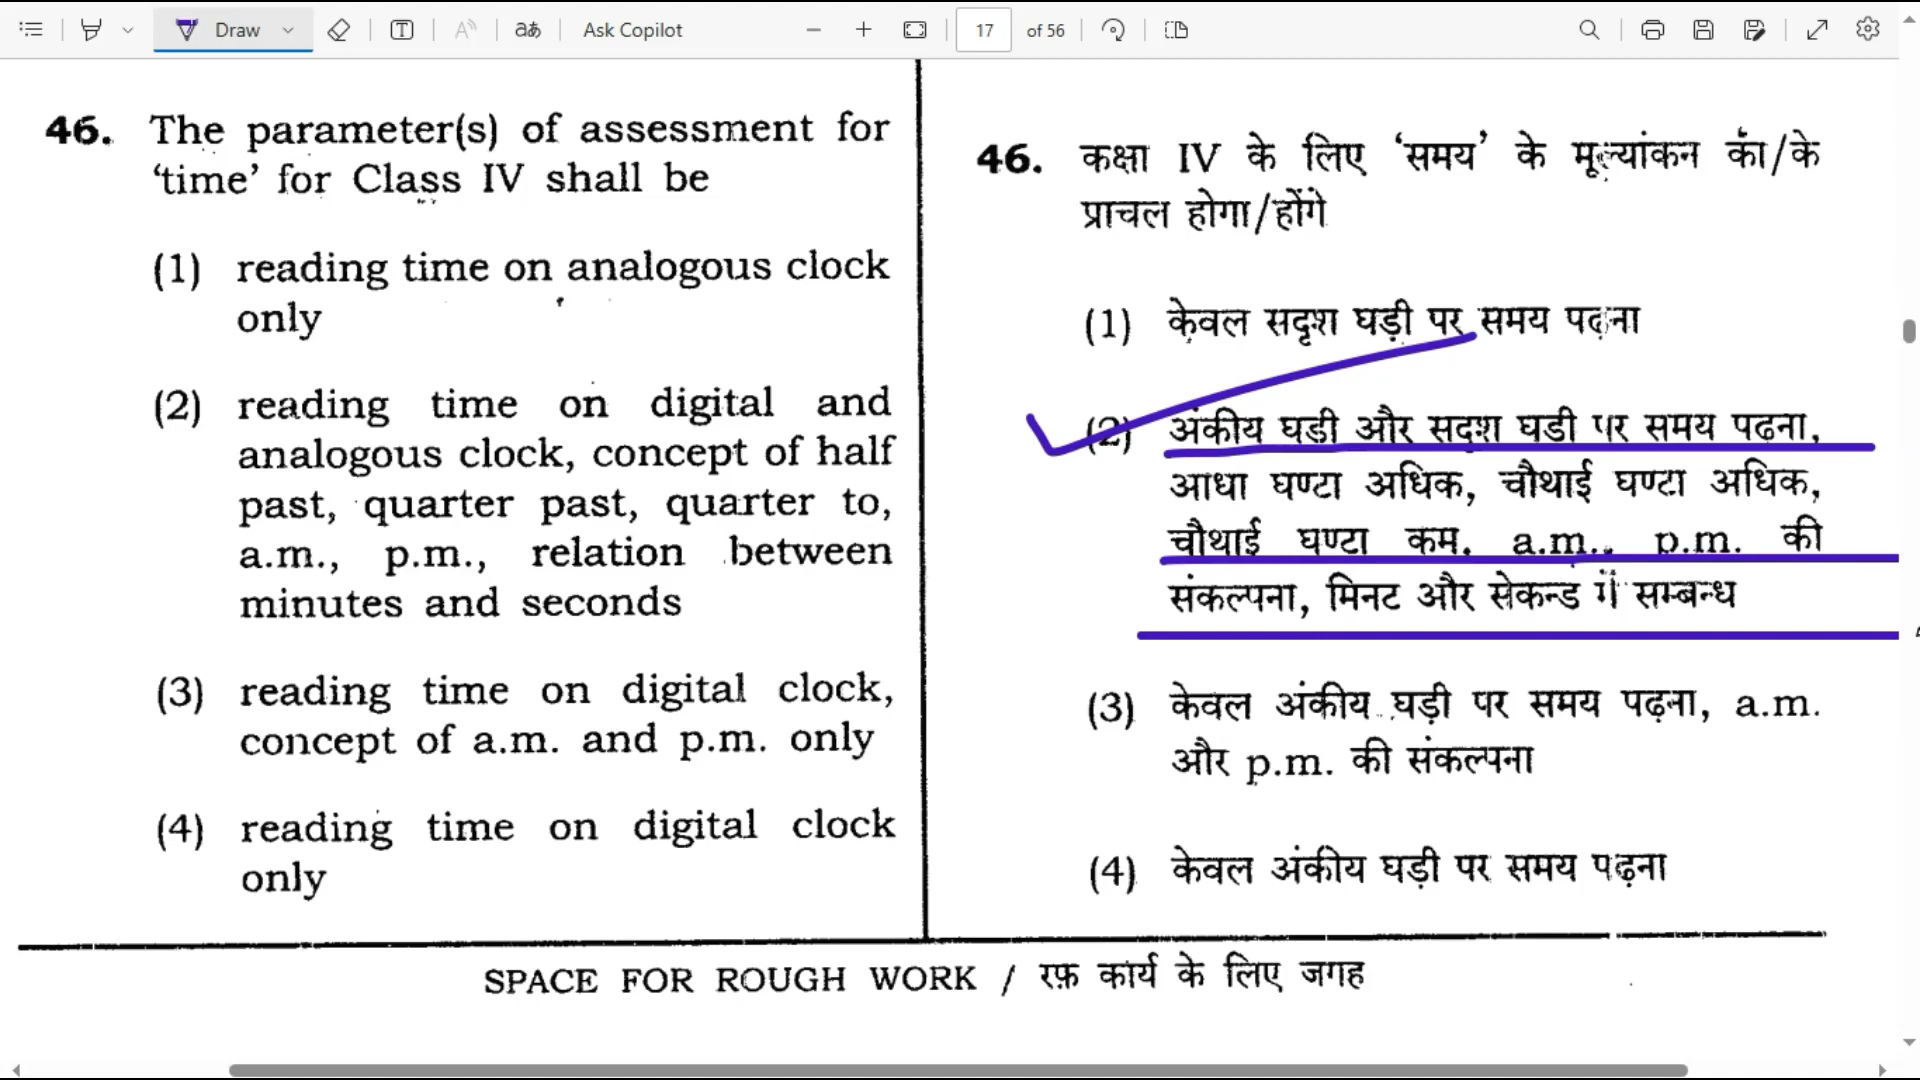 Draw
Ask Copilot
17 of 56
46. The parameter(s) of assessment for
‘time’ for Class IV shall be
(1) reading time on analogous clock
only
(2) reading time on digital and
analogous clock, concept of half
past, quarter past, quarter to,
a.m., p.m., relation between
minutes and seconds
(3) reading time on digital clock,
concept of a.m. and p.m. only
(4) reading time on digital clock
only
46. कक्षा IV के लिए ‘समय’ के मूल्यांकन का/के
प्राचल होगा/होंगे
(1) केवल सदृश घड़ी पर समय पढ़ना
(2) अंकीय घड़ी और सदृश घड़ी पर समय पढ़ना,
आधा घण्टा अधिक, चौथाई घण्टा अधिक,
चौथाई घण्टा कम, a.m., p.m. की
संकल्पना, मिनट और सेकन्ड में सम्बन्ध
(3) केवल अंकीय घड़ी पर समय पढ़ना, a.m.
और p.m. की संकल्पना
(4) केवल अंकीय घड़ी पर समय पढ़ना
SPACE FOR ROUGH WORK / रफ़ कार्य के लिए जगह